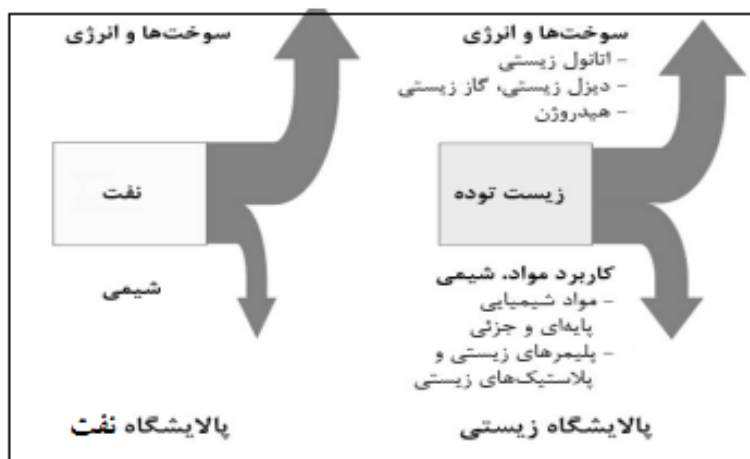 سوخت‌ها و انرژی
- اتانول زیستی
- دیزل زیستی، گاز زیستی
- هیدروژن
زیست توده
کاربرد مواد، شیمی
- مواد شیمیایی
پایه‌ای و جزئی
- پلیمرهای زیستی و
پلاستیک‌های زیستی
پالایشگاه زیستی
سوخت‌ها و انرژی
نفت
شیمی
پالایشگاه نفت